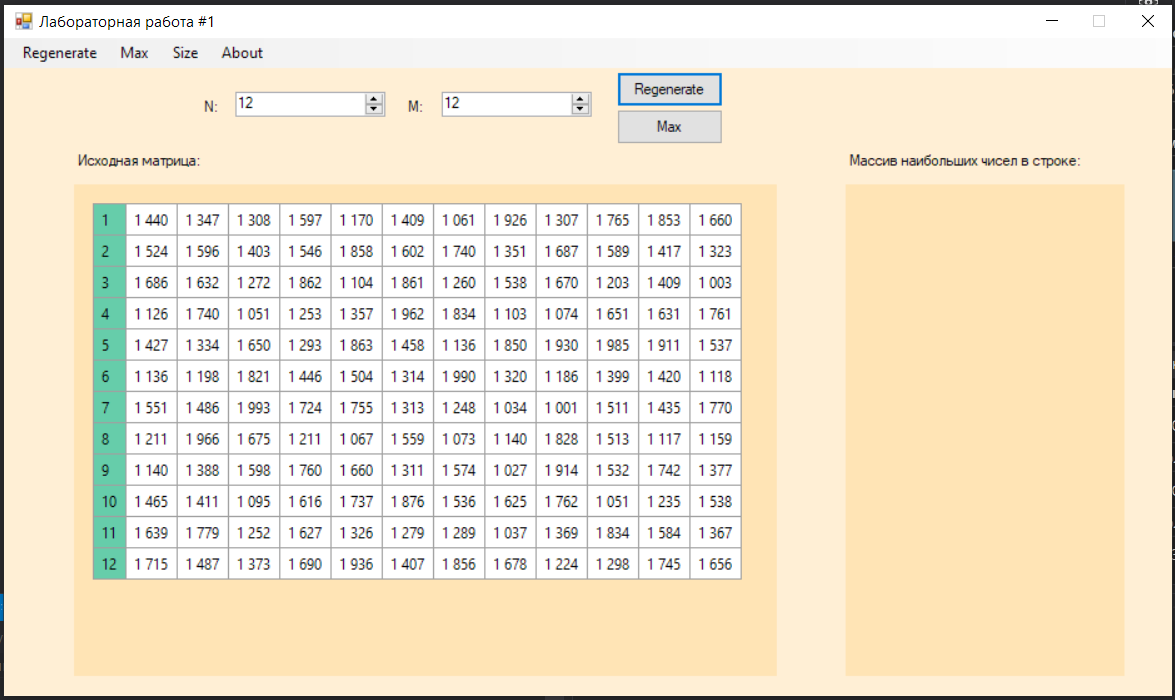 Лабораторная работа #1
Regenerate Max Size About
N: 12 M: 12 Regenerate
Max
Исходная матрица: Массив наибольших чисел в строке:
1 1 440 1 347 1 308 1 597 1 170 1 409 1 061 1 926 1 307 1 765 1 853 1 660
2 1 524 1 596 1 403 1 546 1 858 1 602 1 740 1 351 1 687 1 589 1 417 1 323
3 1 686 1 632 1 272 1 862 1 104 1 861 1 260 1 538 1 670 1 203 1 409 1 003
4 1 126 1 740 1 051 1 253 1 357 1 962 1 834 1 103 1 074 1 651 1 631 1 761
5 1 427 1 334 1 650 1 293 1 863 1 458 1 136 1 850 1 930 1 985 1 911 1 537
6 1 136 1 198 1 821 1 446 1 504 1 314 1 990 1 320 1 186 1 399 1 420 1 118
7 1 551 1 486 1 993 1 724 1 755 1 313 1 248 1 034 1 001 1 511 1 435 1 770
8 1 211 1 966 1 675 1 211 1 067 1 559 1 073 1 140 1 828 1 513 1 117 1 159
9 1 140 1 388 1 598 1 760 1 660 1 311 1 574 1 027 1 914 1 532 1 742 1 377
10 1 465 1 411 1 095 1 616 1 737 1 876 1 536 1 625 1 762 1 051 1 235 1 538
11 1 639 1 779 1 252 1 627 1 326 1 279 1 289 1 037 1 369 1 834 1 584 1 367
12 1 715 1 487 1 373 1 690 1 936 1 407 1 856 1 678 1 224 1 298 1 745 1 656